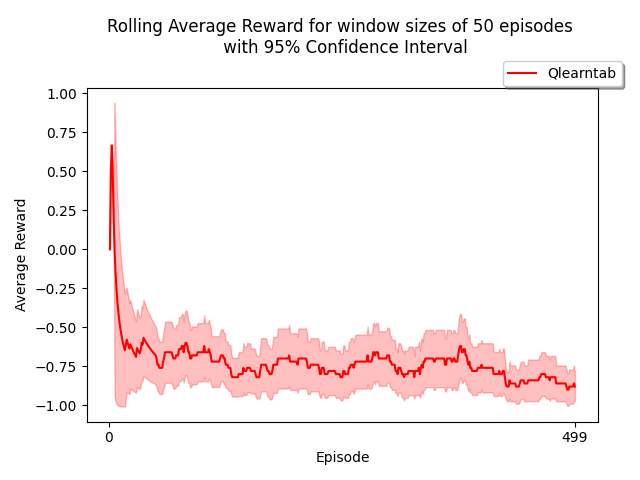 Rolling Average Reward for window sizes of 50 episodes
with 95% Confidence Interval
Qlearntab
1.00
0.75
0.50
0.25
0.00
−0.25
−0.50
−0.75
−1.00
Average Reward
0
499
Episode